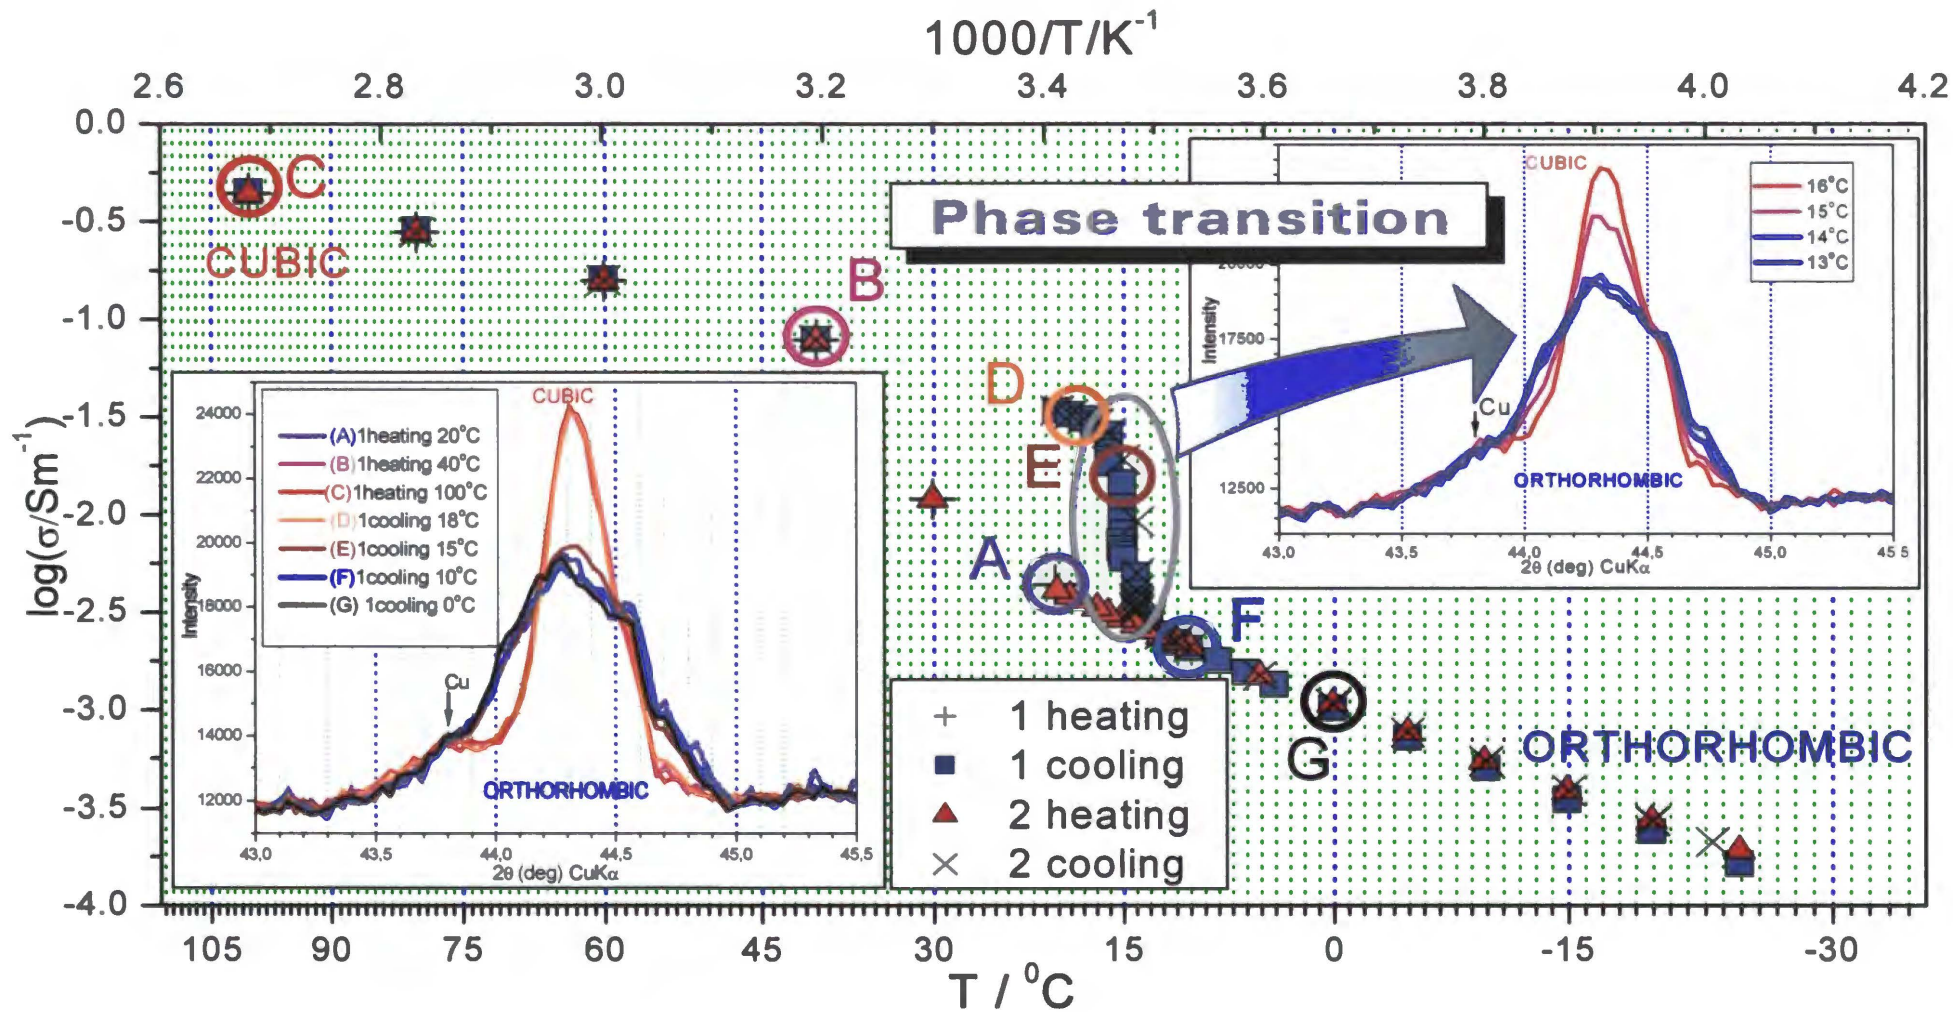 1000/T/K⁻¹
2.6 2.8 3.0 3.2 3.4 3.6 3.8 4.0 4.2
log(σ/Sm⁻¹)
0.0
-0.5
-1.0
-1.5
-2.0
-2.5
-3.0
-3.5
-4.0
C
CUBIC
B
D
E
A
F
G
ORTHORHOMBIC
Phase transition
CUBIC
16°C
15°C
14°C
13°C
Intensity
17500
12500
Cu
ORTHORHOMBIC
43,0 43,5 44,0 44,5 45,0 45 5
2θ (deg) CuKα
CUBIC
(A)1heating 20°C
(B)1heating 40°C
(C)1heating 100°C
(D)1cooling 18°C
(E)1cooling 15°C
(F)1cooling 10°C
(G) 1cooling 0°C
Intensity
24000
22000
20000
18000
16000
14000
12000
Cu
ORTHORHOMBIC
43,0 43,5 44,0 44,5 45,0 45,5
2θ (deg) CuKα
1 heating
1 cooling
2 heating
2 cooling
105 90 75 60 45 30 15 0 -15 -30
T / ⁰C